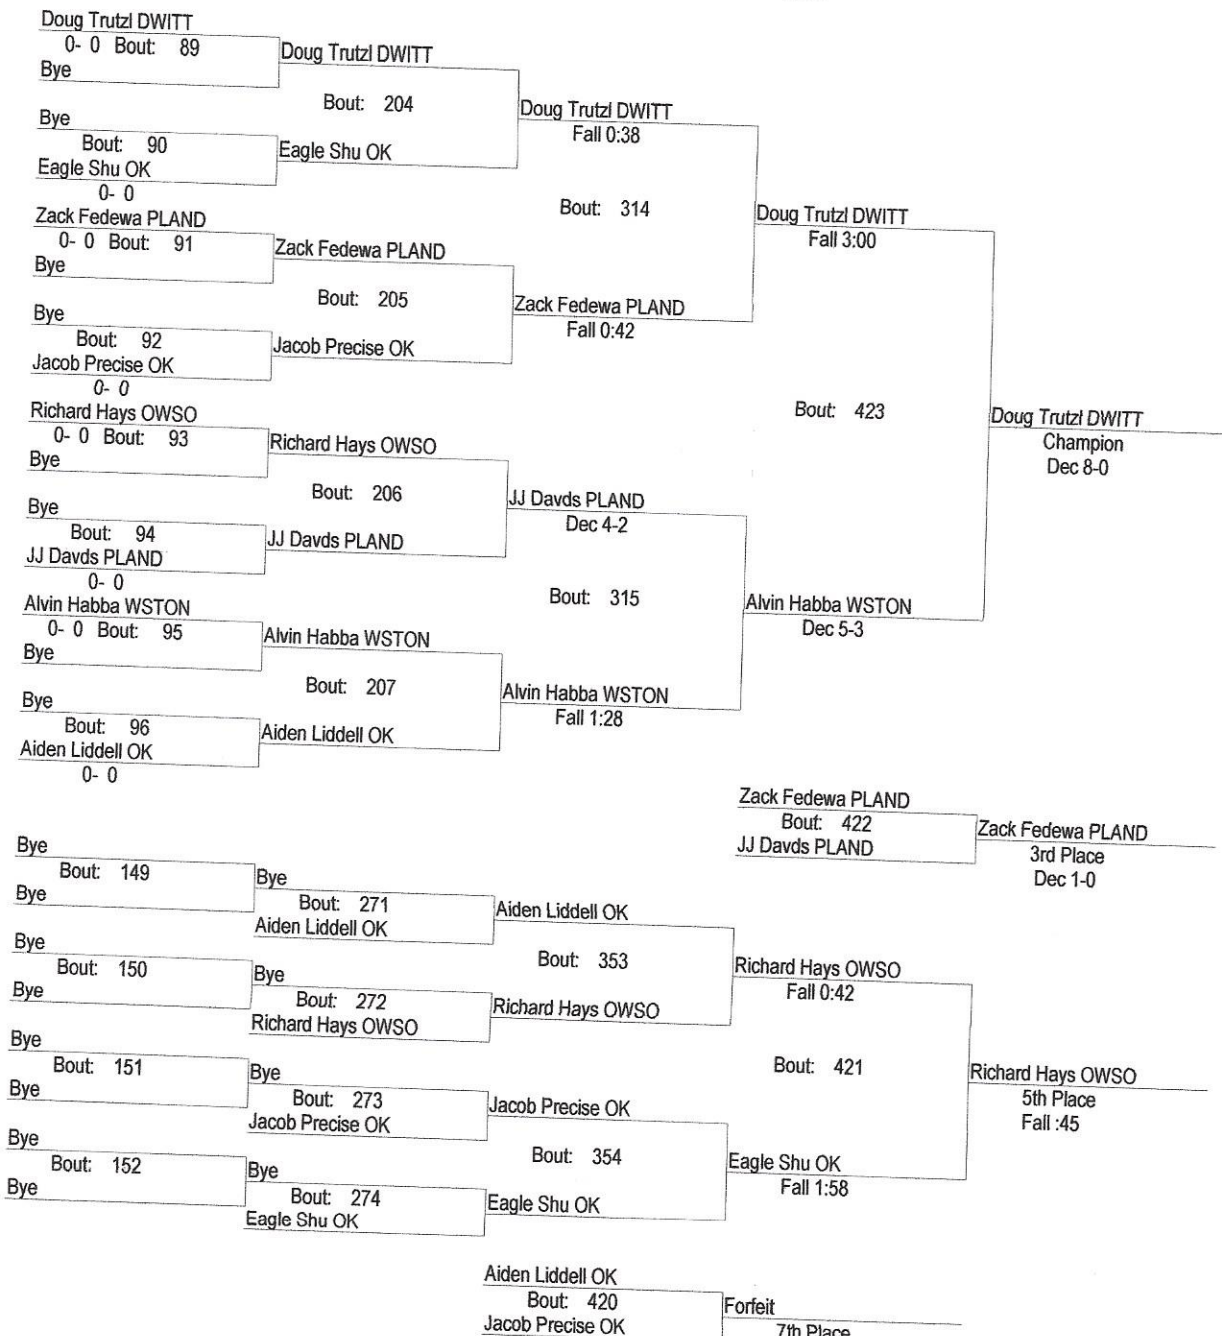 Doug Trutzl DWITT
0- 0 Bout: 89
Bye
Doug Trutzl DWITT
Bout: 204
Bye
Bout: 90
Eagle Shu OK
0- 0
Eagle Shu OK
Doug Trutzl DWITT
Fall 0:38
Bout: 314
Zack Fedewa PLAND
0- 0 Bout: 91
Bye
Zack Fedewa PLAND
Bout: 205
Bye
Bout: 92
Jacob Precise OK
0- 0
Jacob Precise OK
Zack Fedewa PLAND
Fall 0:42
Doug Trutzl DWITT
Fall 3:00
Bout: 423
Richard Hays OWSO
0- 0 Bout: 93
Bye
Richard Hays OWSO
Bout: 206
Bye
Bout: 94
JJ Davds PLAND
0- 0
JJ Davds PLAND
JJ Davds PLAND
Dec 4-2
Bout: 315
Alvin Habba WSTON
0- 0 Bout: 95
Bye
Alvin Habba WSTON
Bout: 207
Bye
Bout: 96
Aiden Liddell OK
0- 0
Aiden Liddell OK
Alvin Habba WSTON
Fall 1:28
Alvin Habba WSTON
Dec 5-3
Doug Trutzl DWITT
Champion
Dec 8-0
Zack Fedewa PLAND
Bout: 422
JJ Davds PLAND
Zack Fedewa PLAND
3rd Place
Dec 1-0
Bye
Bout: 149
Bye
Bye
Bout: 271
Aiden Liddell OK
Aiden Liddell OK
Bout: 353
Bye
Bout: 150
Bye
Bye
Bout: 272
Richard Hays OWSO
Richard Hays OWSO
Richard Hays OWSO
Fall 0:42
Bout: 421
Bye
Bout: 151
Bye
Bye
Bout: 273
Jacob Precise OK
Jacob Precise OK
Bout: 354
Bye
Bout: 152
Bye
Bye
Bout: 274
Eagle Shu OK
Eagle Shu OK
Eagle Shu OK
Fall 1:58
Richard Hays OWSO
5th Place
Fall :45
Aiden Liddell OK
Bout: 420
Jacob Precise OK
Forfeit
7th Place